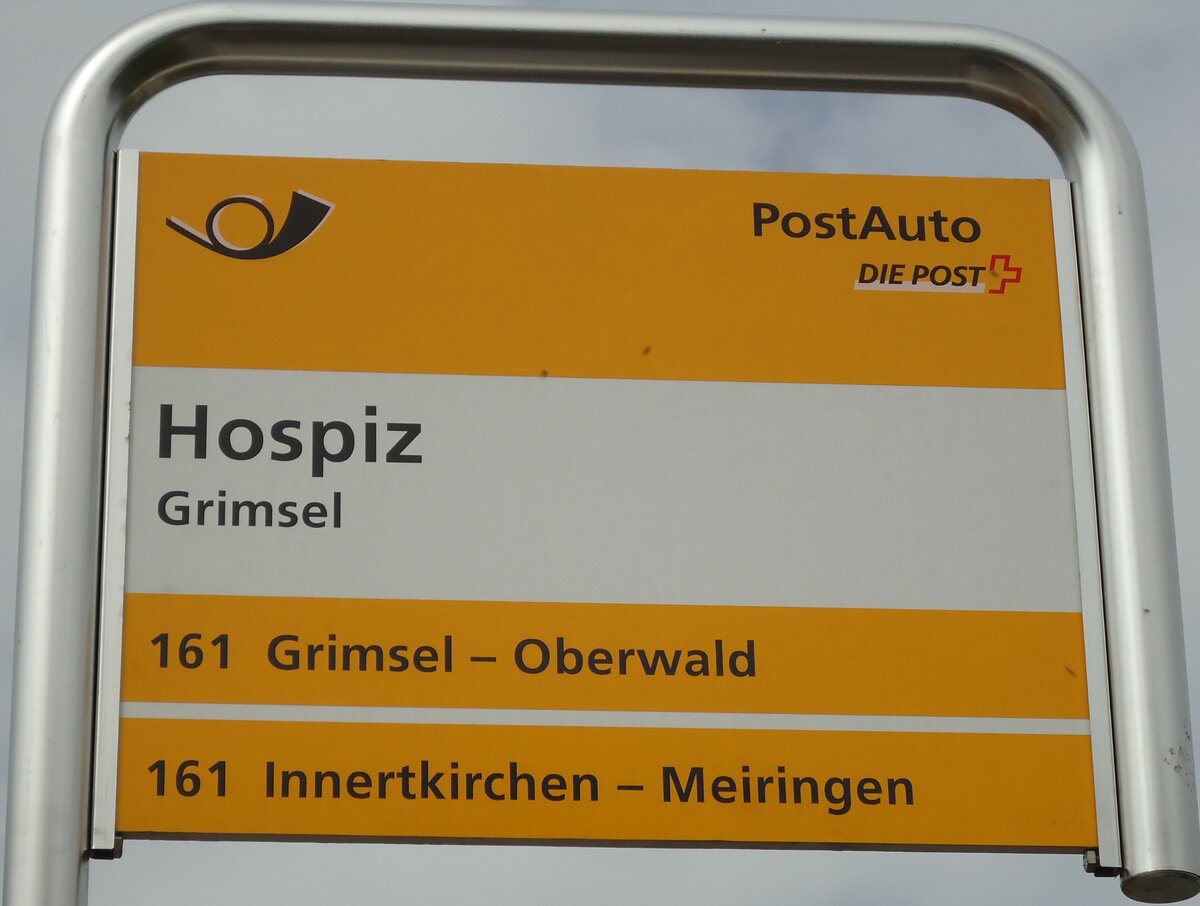 PostAuto
DIE POST
Hospiz
Grimsel
161 Grimsel – Oberwald
161 Innertkirchen – Meiringen